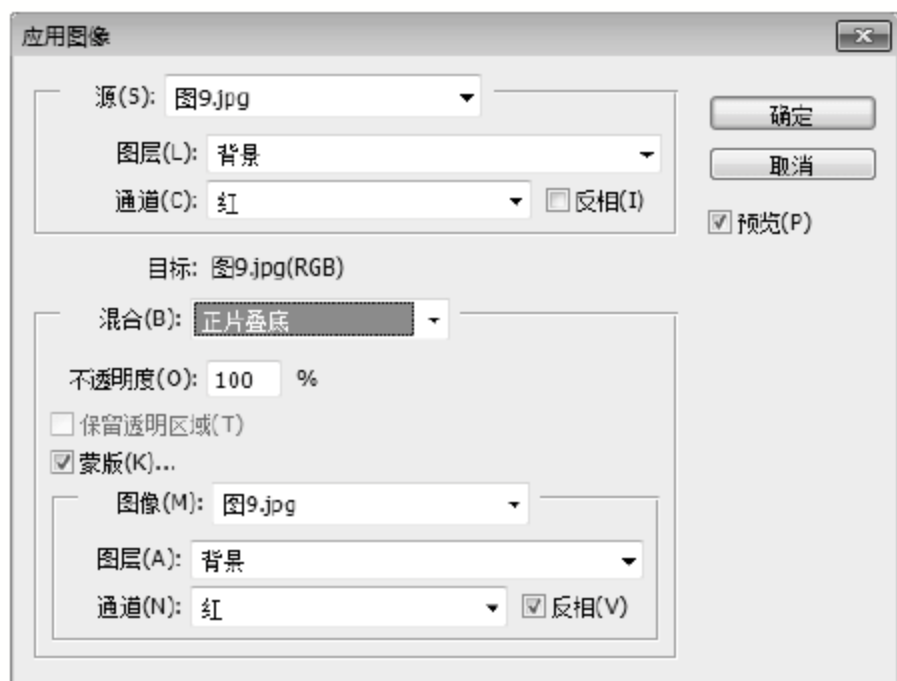 应用图像
源(S): 图9.jpg
确定
图层(L): 背景
取消
通道(C): 红 反相(I)
预览(P)
目标: 图9.jpg(RGB)
混合(B): 正片叠底
不透明度(O): 100 %
保留透明区域(T)
蒙版(K)...
图像(M): 图9.jpg
图层(A): 背景
通道(N): 红 反相(V)